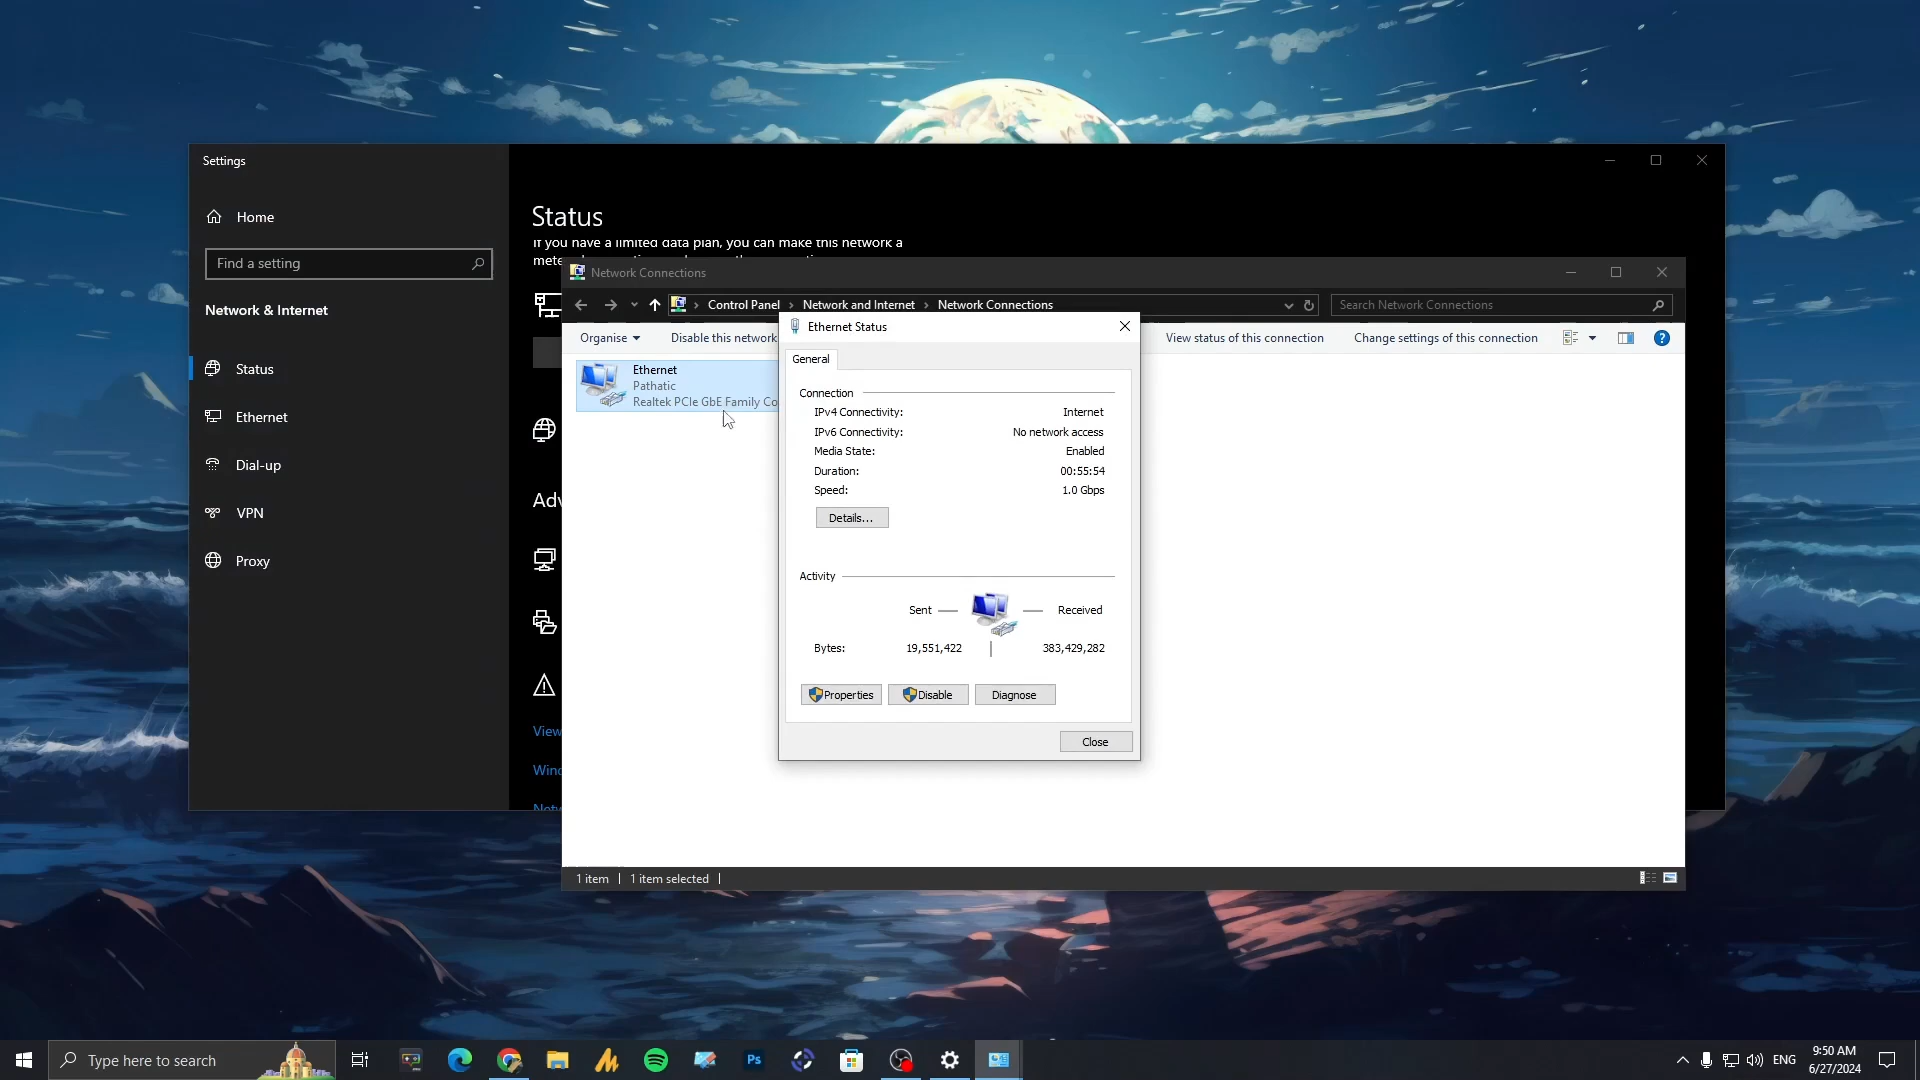 Settings
Home
Find a setting
Network & Internet
Status
Ethernet
Dial-up
VPN
Proxy
Status
If you have a limited data plan, you can make this network a
Network Connections
Control Panel
Network and Internet
Network Connections
Search Network Connections
Organise
Disable this network
View status of this connection
Change settings of this connection
Ethernet
Pathatic
Realtek PCIe GbE Family Co
Ethernet Status
General
Connection
IPv4 Connectivity: Internet
IPv6 Connectivity: No network access
Media State: Enabled
Duration: 00:55:54
Speed: 1.0 Gbps
Details...
Activity
Sent
Received
Bytes: 19,551,422 383,429,282
Properties
Disable
Diagnose
Close
Adv
View
Wind
1 item
1 item selected
Type here to search
Ps
ENG
9:50 AM
6/27/2024